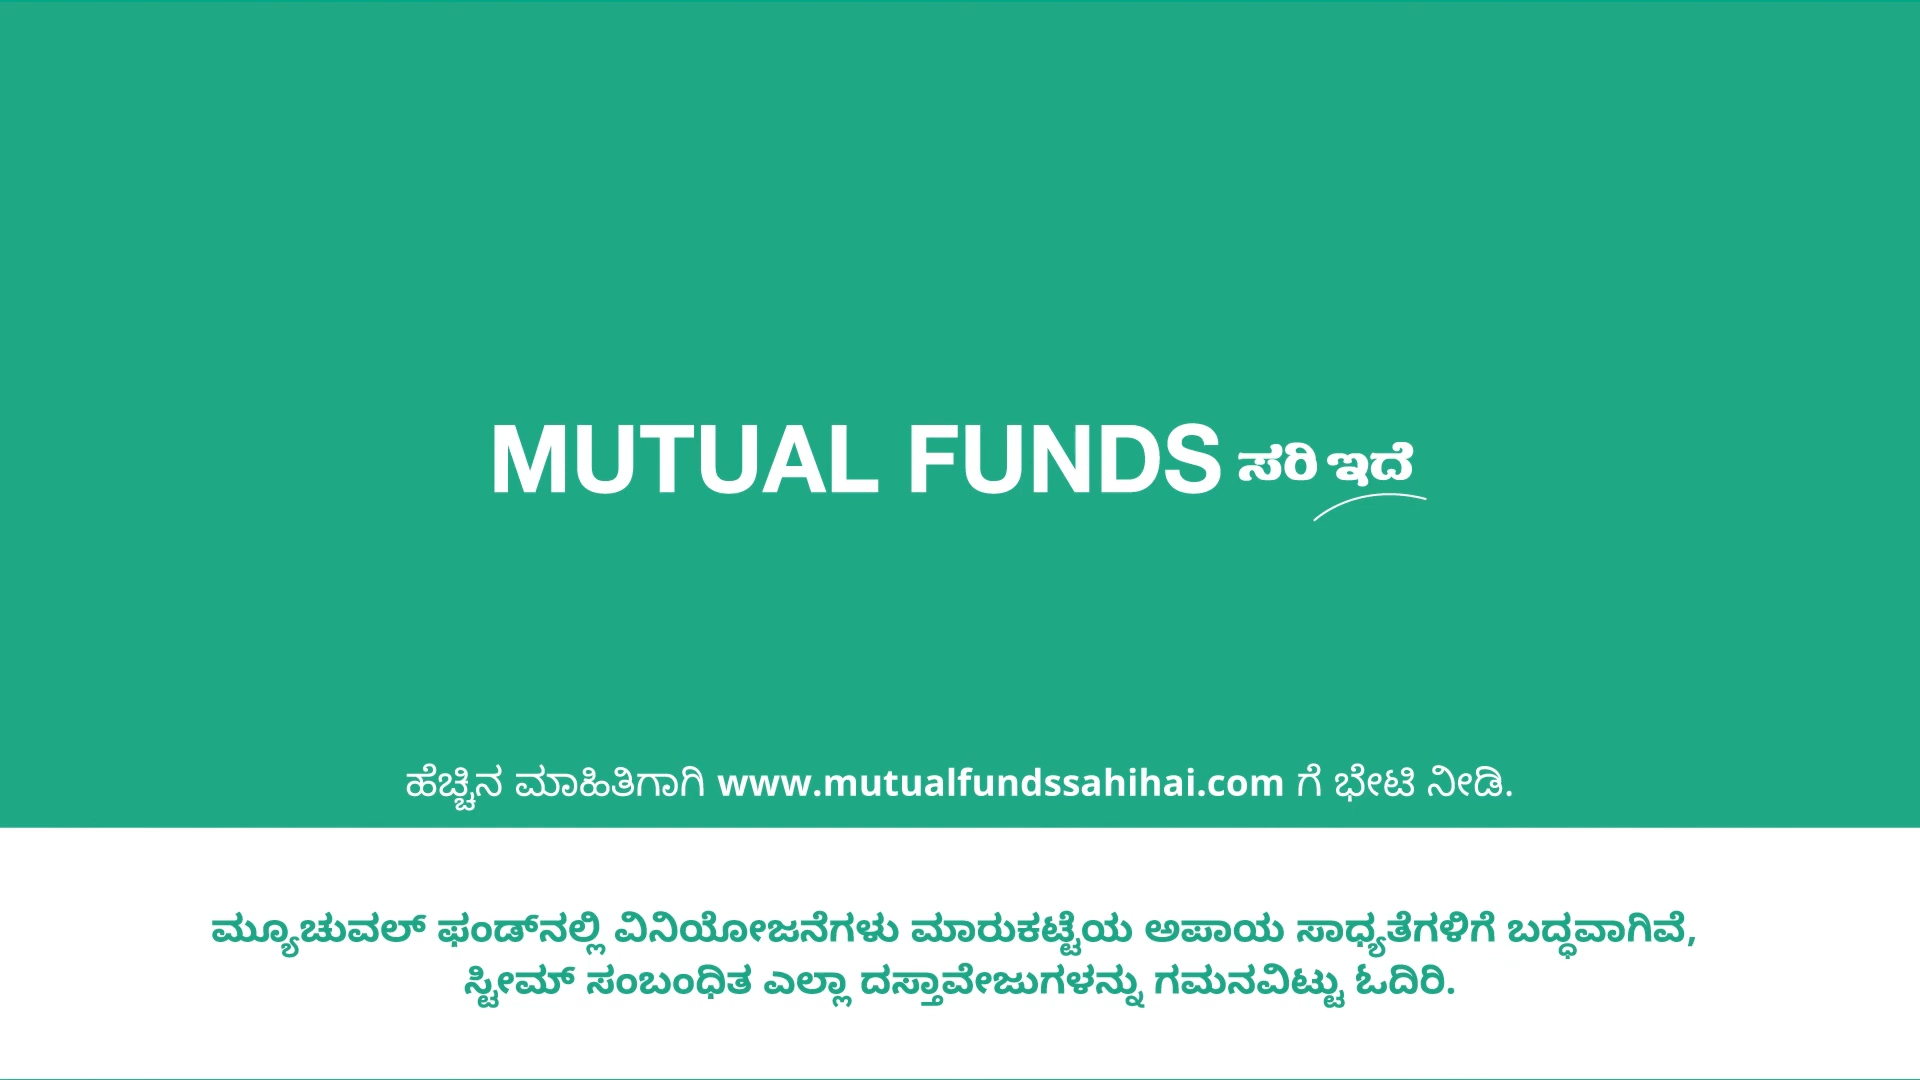 MUTUAL FUNDS ಸರಿ ಇದೆ
ಹೆಚ್ಚಿನ ಮಾಹಿತಿಗಾಗಿ www.mutualfundssahihai.com ಗೆ ಭೇಟಿ ನೀಡಿ.
ಮ್ಯೂಚುವಲ್ ಫಂಡ್‌ನಲ್ಲಿ ವಿನಿಯೋಜನೆಗಳು ಮಾರುಕಟ್ಟೆಯ ಅಪಾಯ ಸಾಧ್ಯತೆಗಳಿಗೆ ಬದ್ಧವಾಗಿವೆ,
ಸ್ಟೀಮ್ ಸಂಬಂಧಿತ ಎಲ್ಲಾ ದಸ್ತಾವೇಜುಗಳನ್ನು ಗಮನವಿಟ್ಟು ಓದಿರಿ.